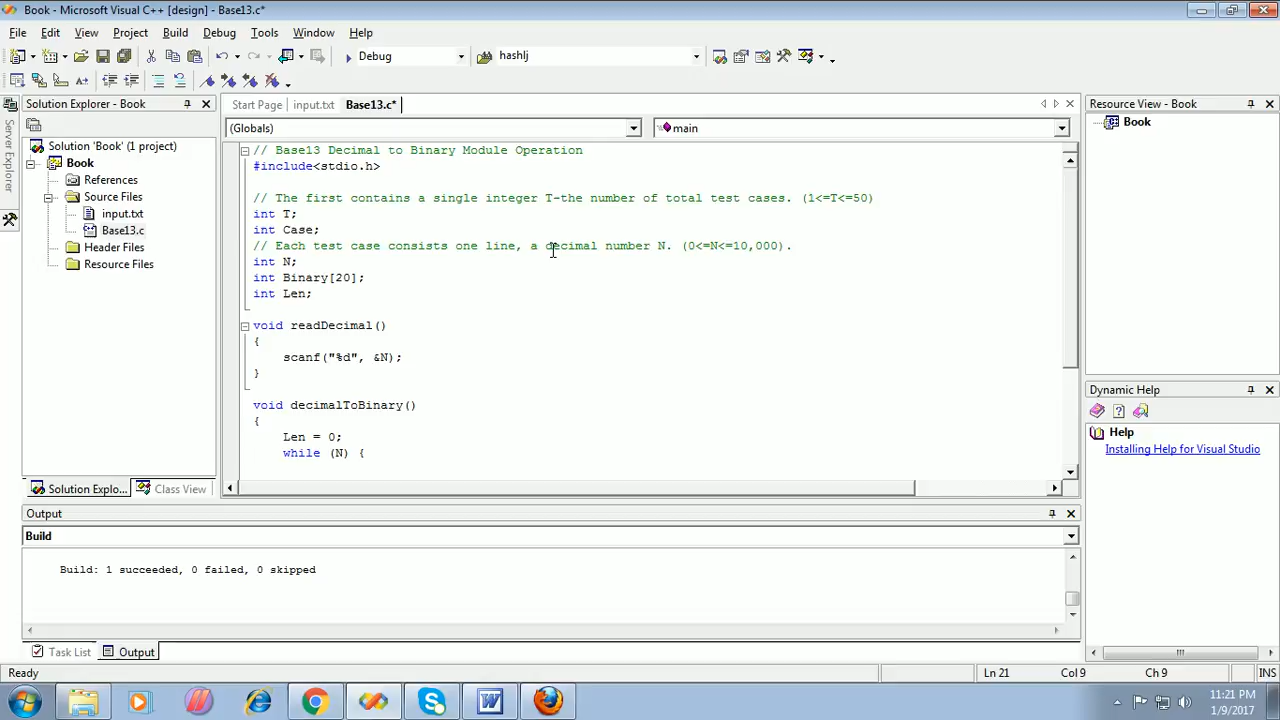 Book - Microsoft Visual C++ [design] - Base13.c*
File Edit View Project Build Debug Tools Window Help
Debug hashlj
Solution Explorer - Book
Start Page input.txt Base13.c*
Resource View - Book
(Globals) main
Book
Server Explorer
Solution 'Book' (1 project)
Book
References
Source Files
input.txt
Base13.c
Header Files
Resource Files
// Base13 Decimal to Binary Module Operation
#include<stdio.h>
// The first contains a single integer T-the number of total test cases. (1<=T<=50)
int T;
int Case;
// Each test case consists one line, a decimal number N. (0<=N<=10,000).
int N;
int Binary[20];
int Len;
void readDecimal()
{
scanf("%d", &N);
}
void decimalToBinary()
{
Len = 0;
while (N) {
Dynamic Help
Help
Installing Help for Visual Studio
Solution Explo... Class View
Output
Build
Build: 1 succeeded, 0 failed, 0 skipped
Task List Output
Ready Ln 21 Col 9 Ch 9 INS
11:21 PM
1/9/2017